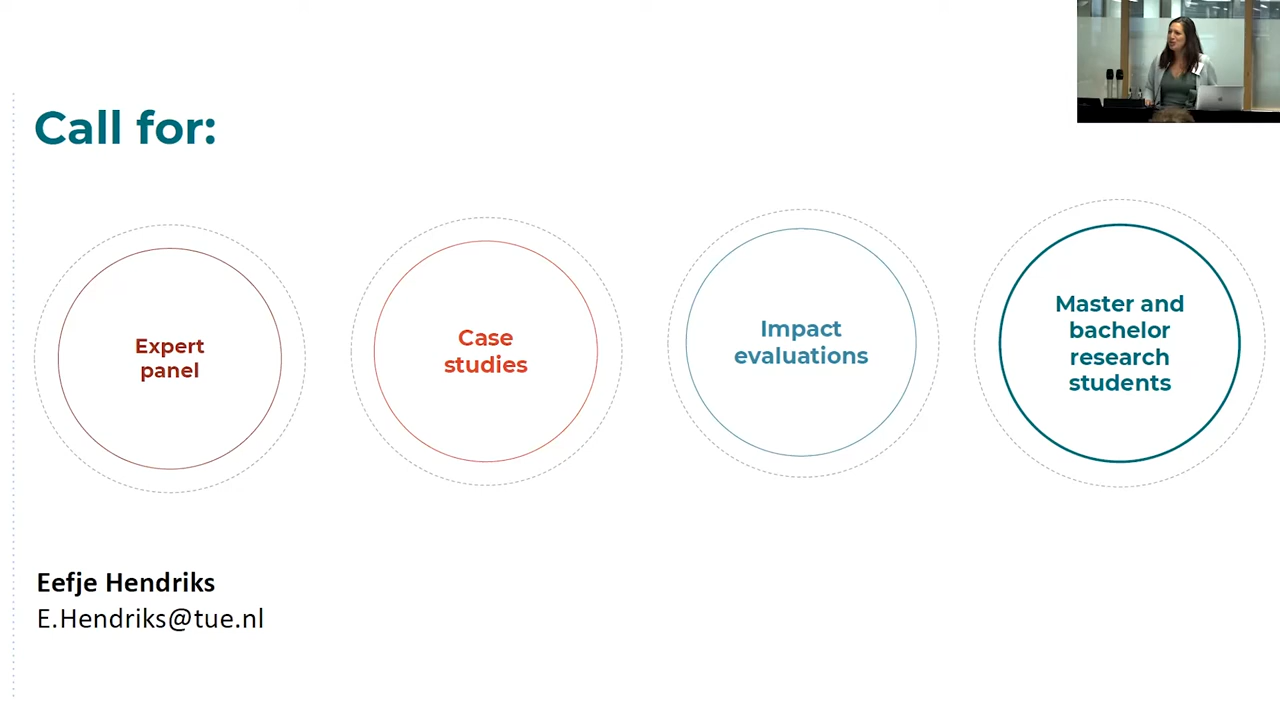 Call for:
Expert
panel
Case
studies
Impact
evaluations
Master and
bachelor
research
students
Eefje Hendriks
E.Hendriks@tue.nl